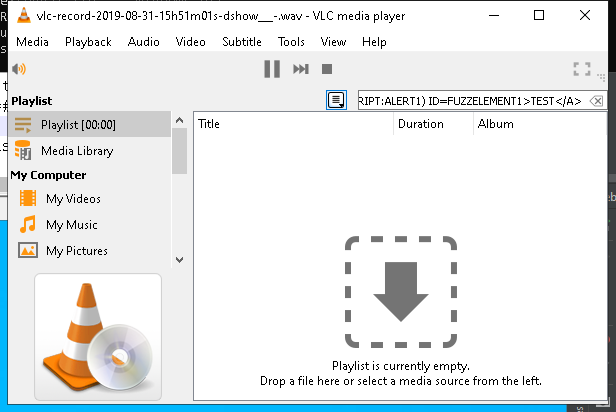 vlc-record-2019-08-31-15h51m01s-dshow__-.wav - VLC media player
Media Playback Audio Video Subtitle Tools View Help
Playlist
RIPT:ALERT1) ID=FUZZELEMENT1>TEST</A>
Playlist [00:00]
Title Duration Album
Media Library
My Computer
My Videos
My Music
My Pictures
Playlist is currently empty.
Drop a file here or select a media source from the left.